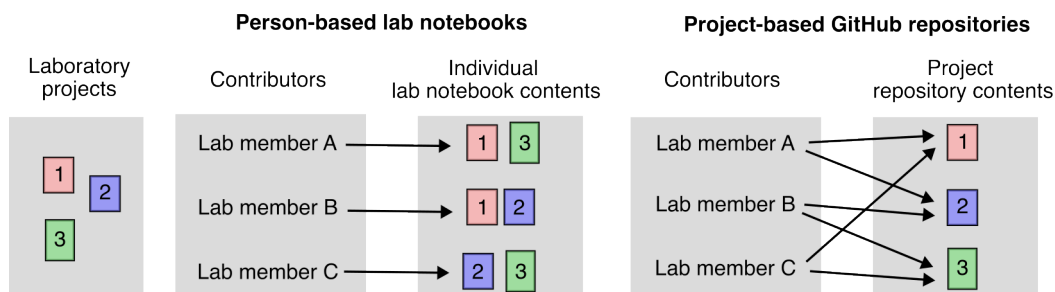 Person-based lab notebooks
Project-based GitHub repositories
Laboratory
projects
Contributors
Individual
lab notebook contents
Contributors
Project
repository contents
1
2
3
Lab member A
1 3
Lab member B
1 2
Lab member C
2 3
Lab member A
1
Lab member B
2
Lab member C
3